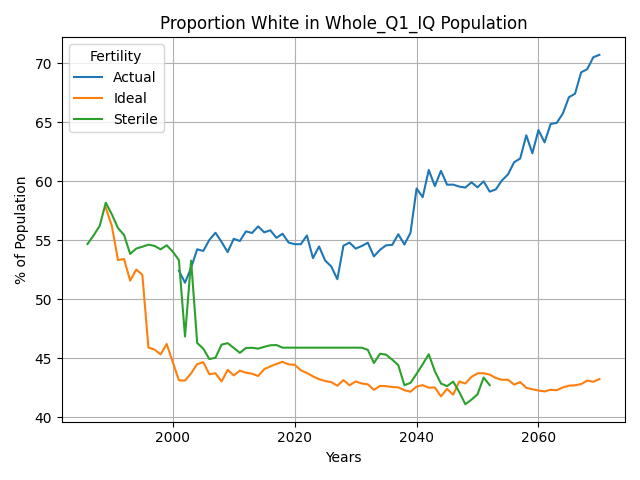 Proportion White in Whole_Q1_IQ Population
Fertility
Actual
Ideal
Sterile
% of Population
70
65
60
55
50
45
40
2000
2020
2040
2060
Years